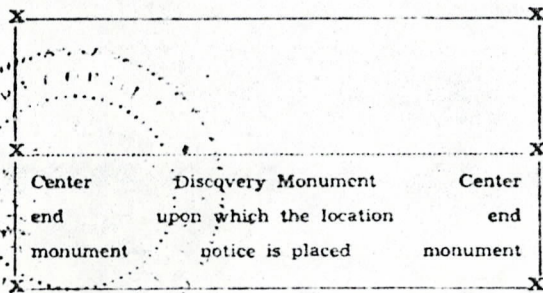 X X
X X
Center Discovery Monument Center
end upon which the location end
monument notice is placed monument
X X